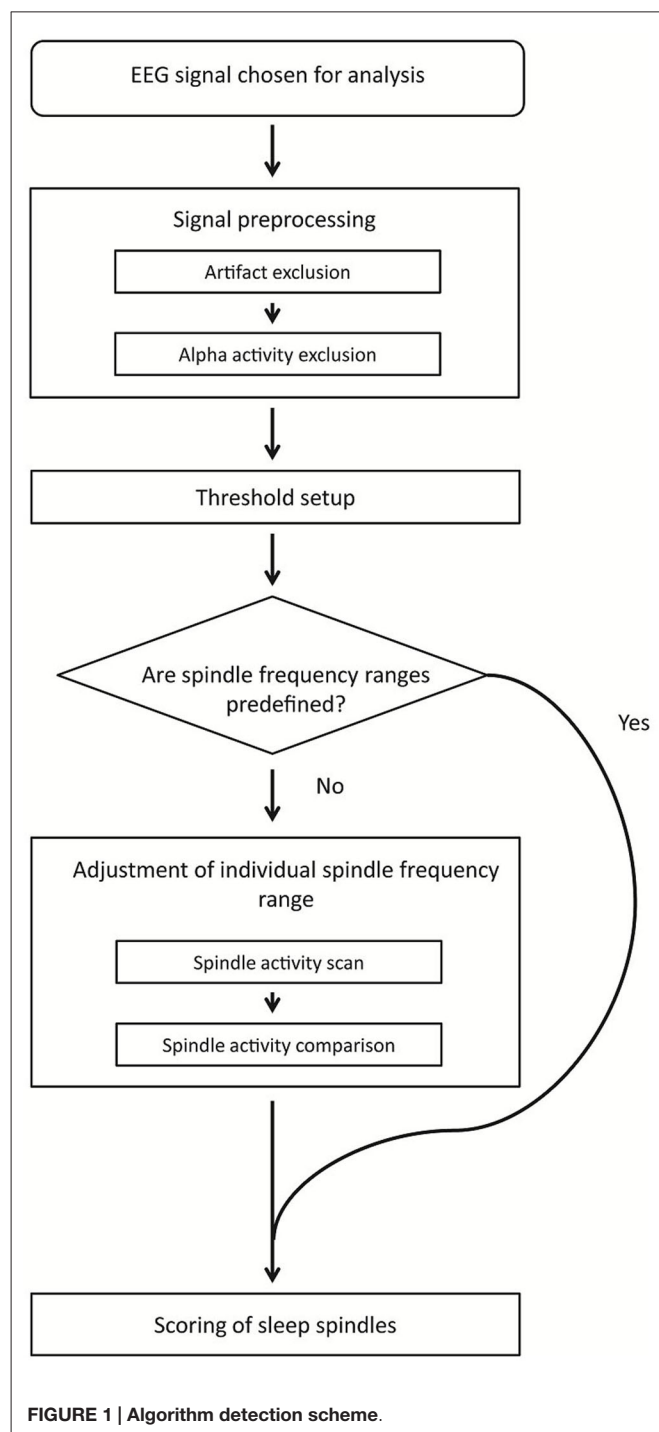 EEG signal chosen for analysis
Signal preprocessing
Artifact exclusion
Alpha activity exclusion
Threshold setup
Are spindle frequency ranges
predefined?
Yes
No
Adjustment of individual spindle frequency
range
Spindle activity scan
Spindle activity comparison
Scoring of sleep spindles
FIGURE 1 | Algorithm detection scheme.